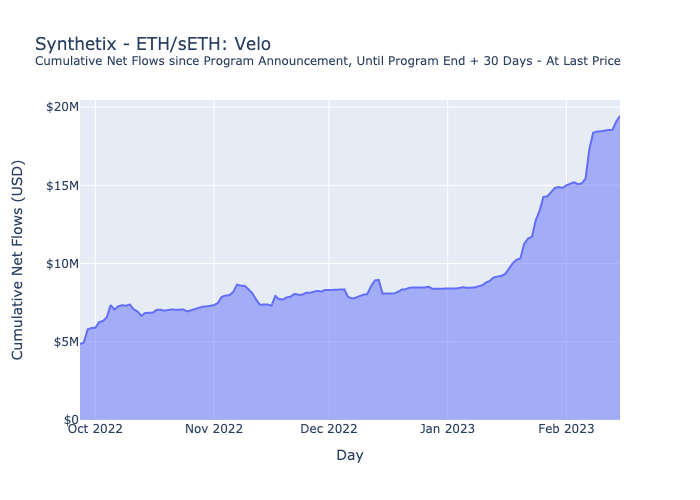 Synthetix - ETH/sETH: Velo
Cumulative Net Flows since Program Announcement, Until Program End + 30 Days - At Last Price
$20M
$15M
$10M
$5M
$0
Cumulative Net Flows (USD)
Oct 2022 Nov 2022 Dec 2022 Jan 2023 Feb 2023
Day